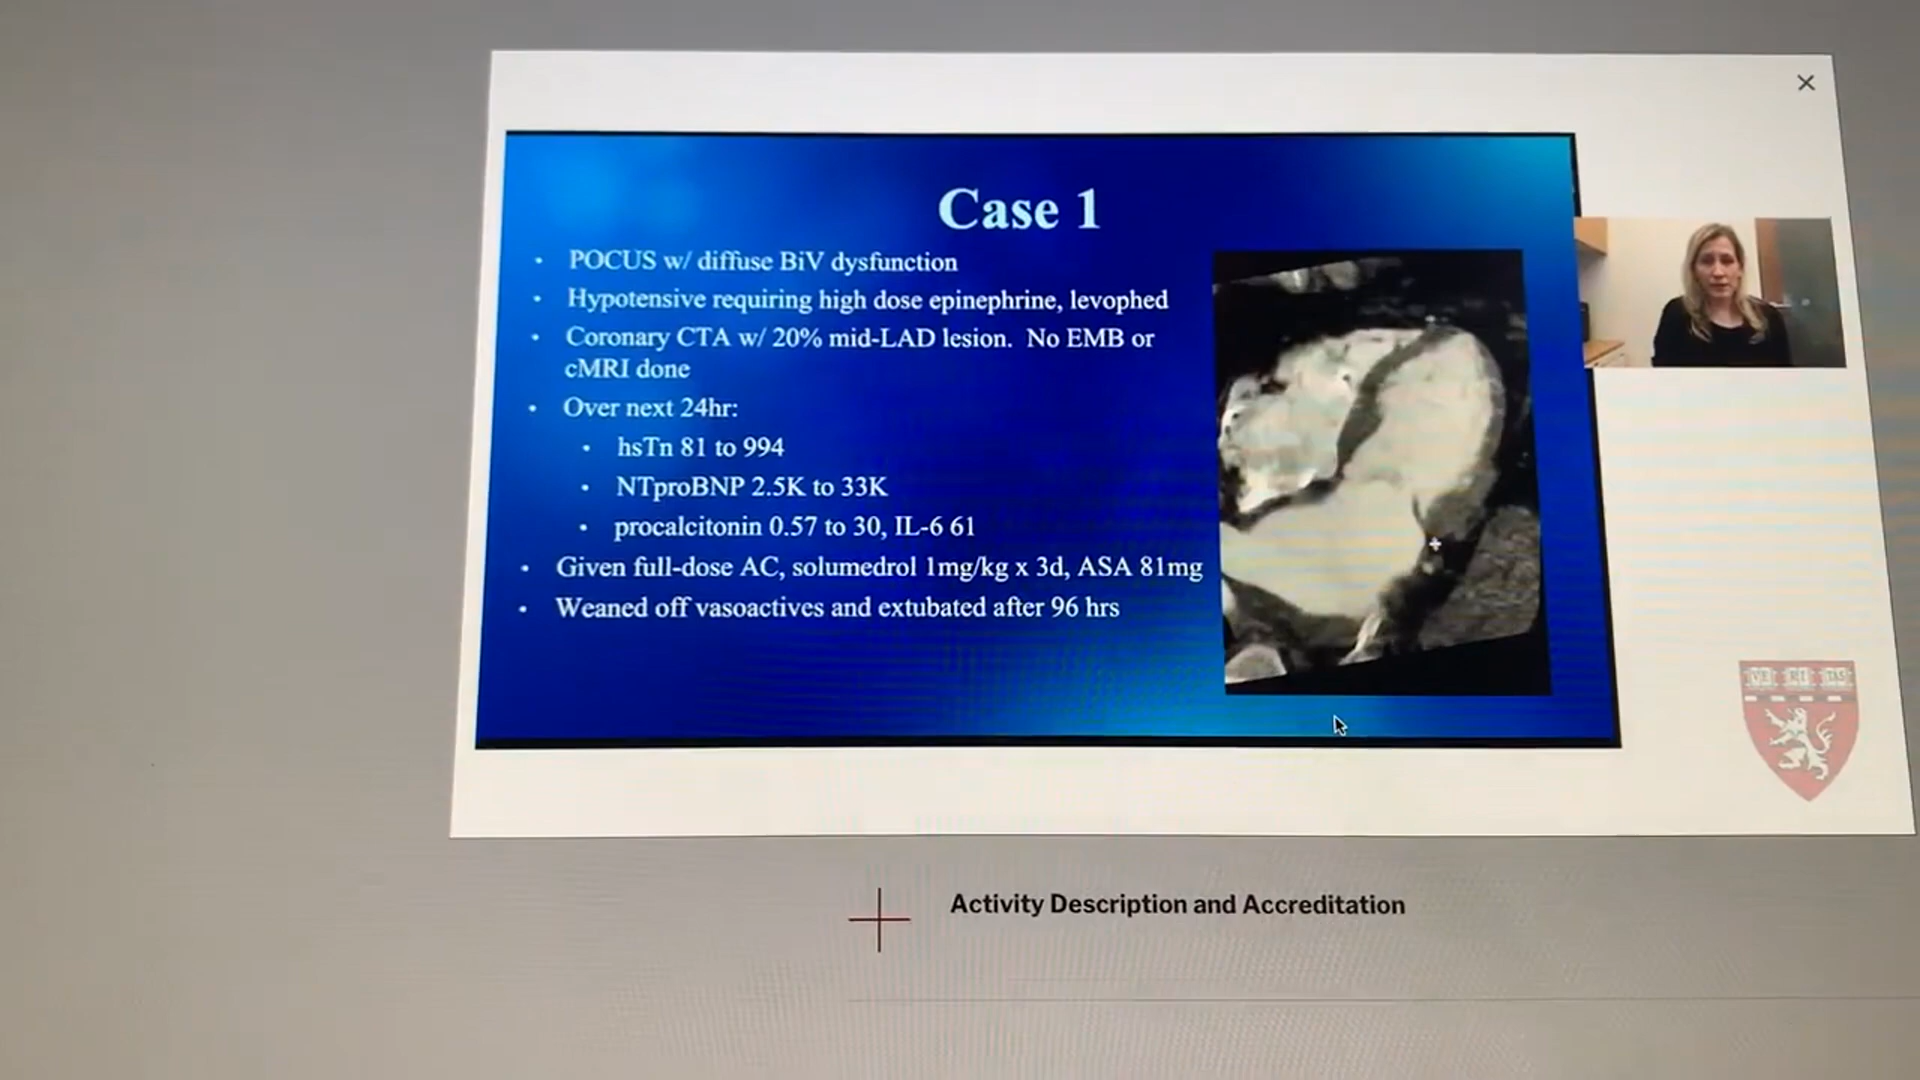 Case 1
• POCUS w/ diffuse BiV dysfunction
• Hypotensive requiring high dose epinephrine, levophed
• Coronary CTA w/ 20% mid-LAD lesion. No EMB or
cMRI done
• Over next 24hr:
• hsTn 81 to 994
• NTproBNP 2.5K to 33K
• procalcitonin 0.57 to 30, IL-6 61
• Given full-dose AC, solumedrol 1mg/kg x 3d, ASA 81mg
• Weaned off vasoactives and extubated after 96 hrs
VE RI TAS
Activity Description and Accreditation